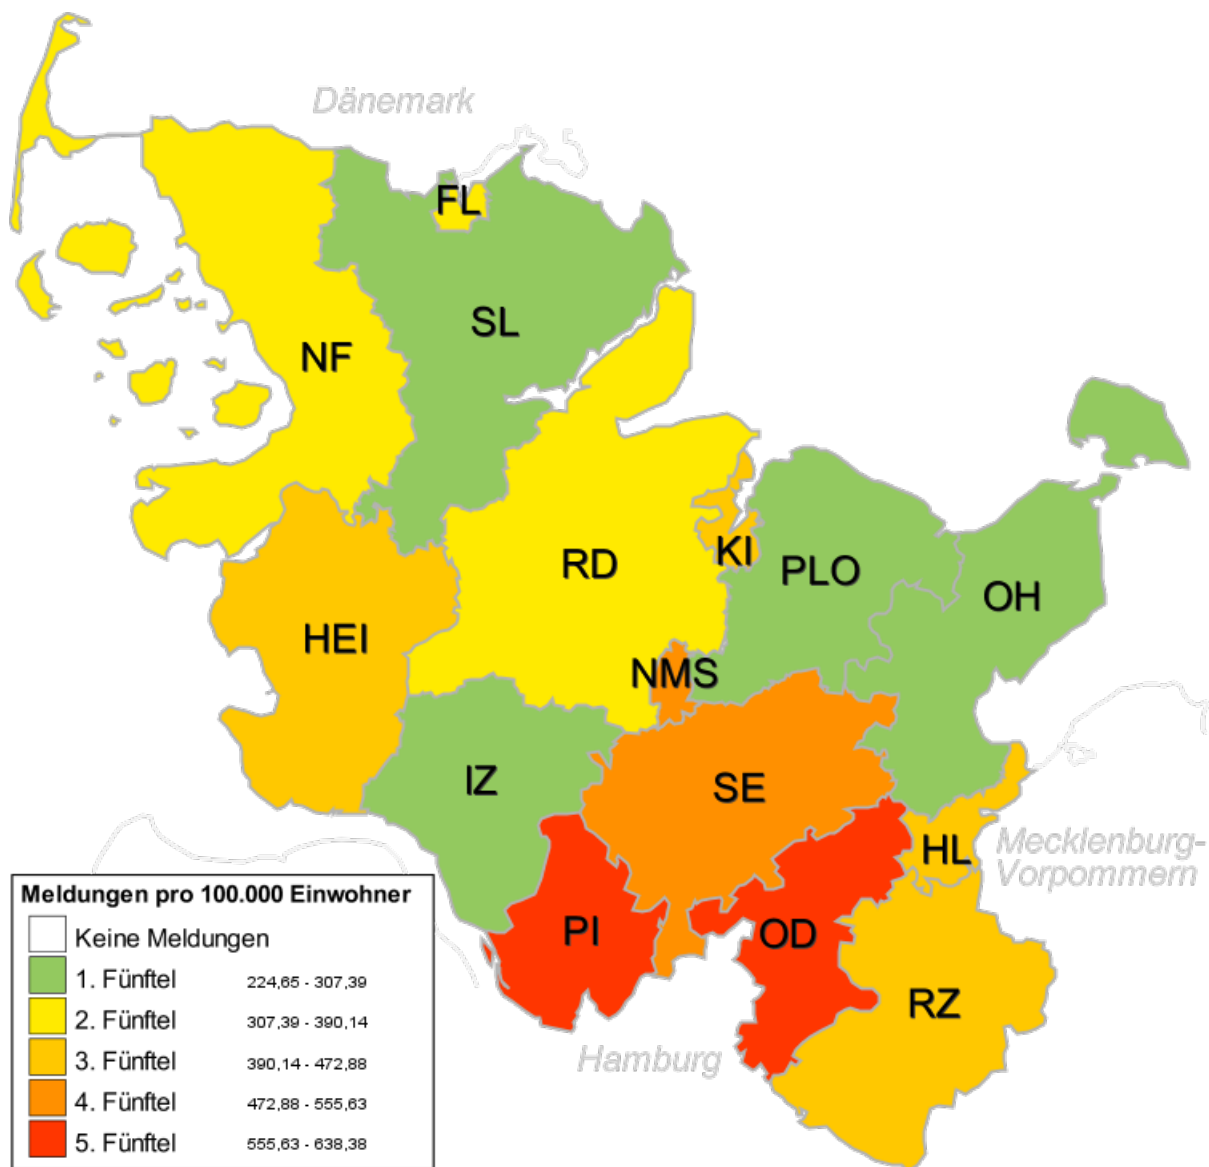 Dänemark
FL
SL
NF
RD
KI
PLO
OH
HEI
NMS
IZ
SE
HL
Mecklenburg-
Vorpommern
PI
OD
RZ
Hamburg
Meldungen pro 100.000 Einwohner
Keine Meldungen
1. Fünftel 224,65 - 307,39
2. Fünftel 307,39 - 390,14
3. Fünftel 390,14 - 472,88
4. Fünftel 472,88 - 555,63
5. Fünftel 555,63 - 638,38